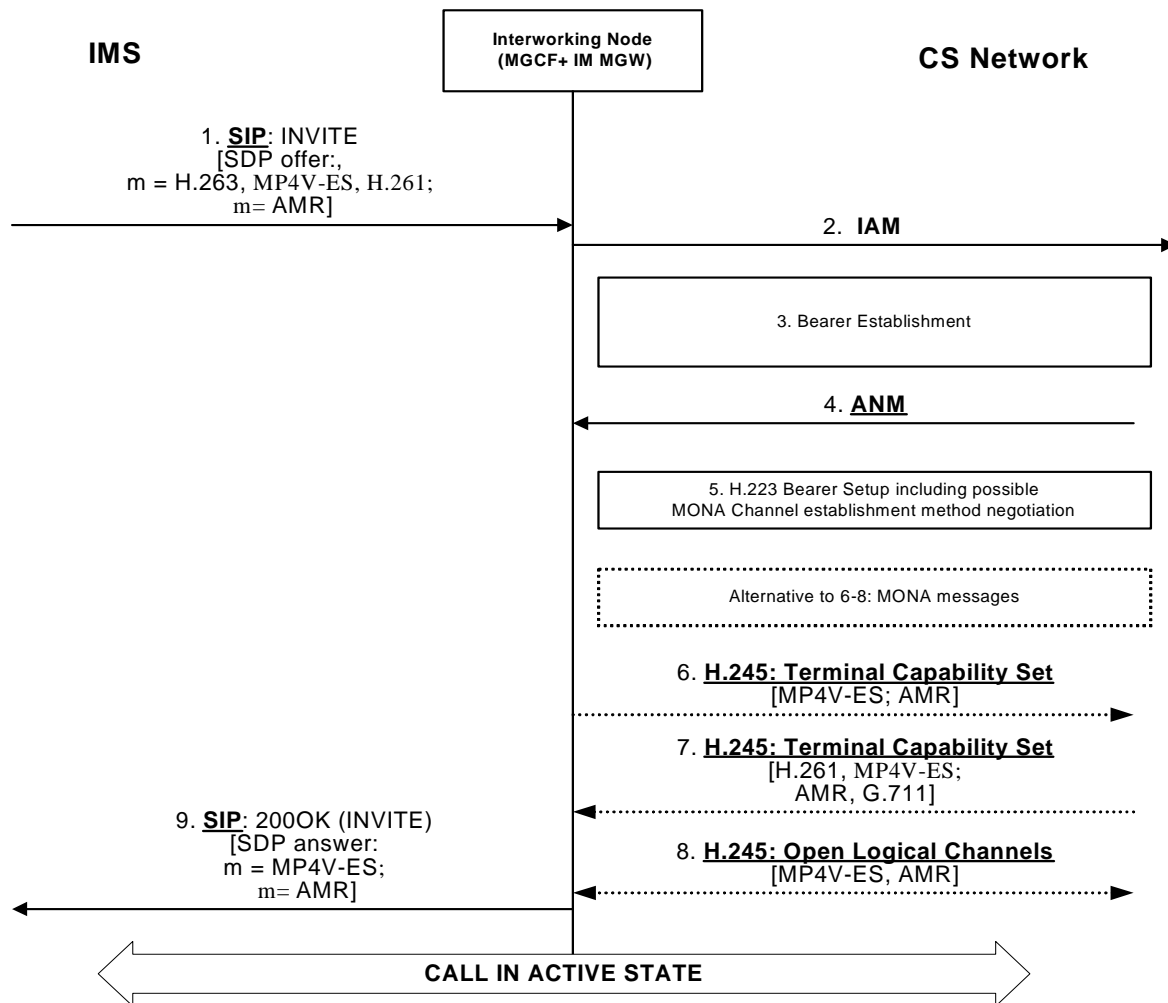 IMS
Interworking Node
(MGCF+ IM MGW)
CS Network
1. SIP: INVITE
[SDP offer:,
m = H.263, MP4V-ES, H.261;
m= AMR]
2. IAM
3. Bearer Establishment
4. ANM
5. H.223 Bearer Setup including possible
MONA Channel establishment method negotiation
Alternative to 6-8: MONA messages
6. H.245: Terminal Capability Set
[MP4V-ES; AMR]
7. H.245: Terminal Capability Set
[H.261, MP4V-ES;
AMR, G.711]
8. H.245: Open Logical Channels
[MP4V-ES, AMR]
9. SIP: 200OK (INVITE)
[SDP answer:
m = MP4V-ES;
m= AMR]
CALL IN ACTIVE STATE